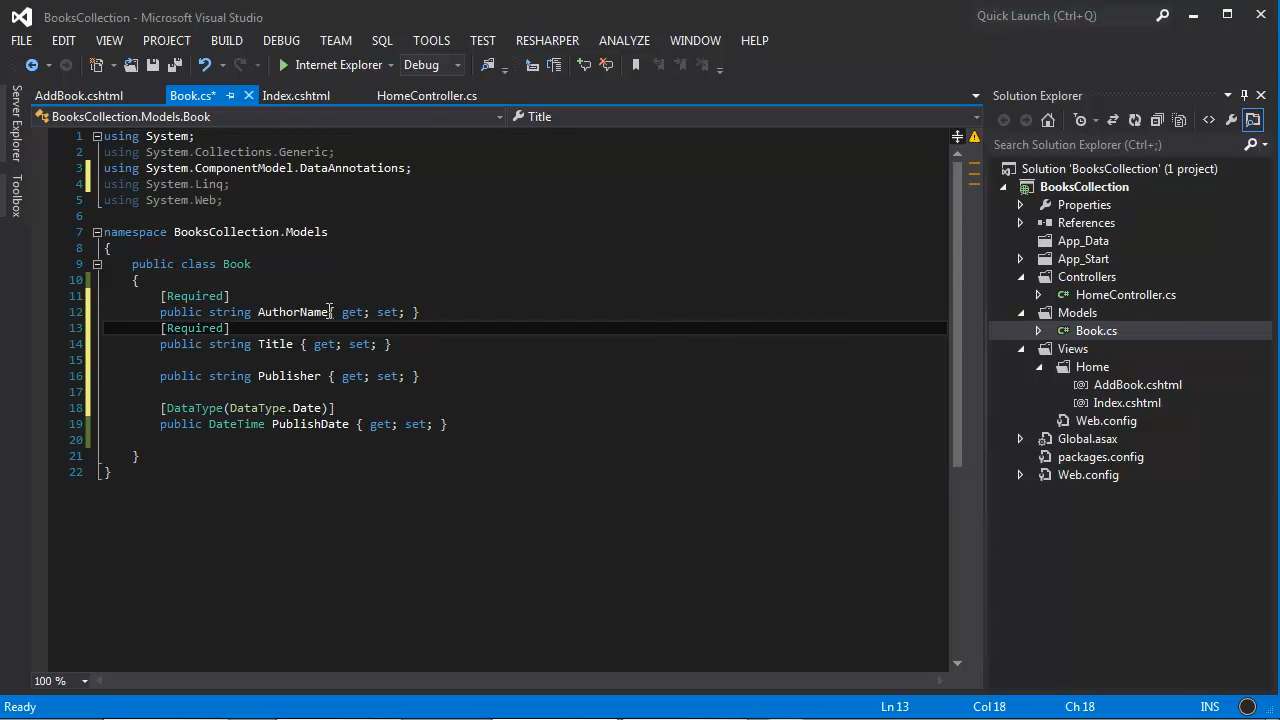 BooksCollection - Microsoft Visual Studio
Quick Launch (Ctrl+Q)
FILE EDIT VIEW PROJECT BUILD DEBUG TEAM SQL TOOLS TEST RESHARPER ANALYZE WINDOW HELP
Internet Explorer Debug
Server Explorer
Toolbox
AddBook.cshtml Book.cs* Index.cshtml HomeController.cs
BooksCollection.Models.Book Title
1 using System;
2 using System.Collections.Generic;
3 using System.ComponentModel.DataAnnotations;
4 using System.Linq;
5 using System.Web;
6
7 namespace BooksCollection.Models
8 {
9 public class Book
10 {
11 [Required]
12 public string AuthorName{ get; set; }
13 [Required]
14 public string Title { get; set; }
15
16 public string Publisher { get; set; }
17
18 [DataType(DataType.Date)]
19 public DateTime PublishDate { get; set; }
20
21 }
22 }
100 %
Solution Explorer
Search Solution Explorer (Ctrl+;)
Solution 'BooksCollection' (1 project)
BooksCollection
Properties
References
App_Data
App_Start
Controllers
C# HomeController.cs
Models
C# Book.cs
Views
Home
AddBook.cshtml
Index.cshtml
Web.config
Global.asax
packages.config
Web.config
Ready Ln 13 Col 18 Ch 18 INS